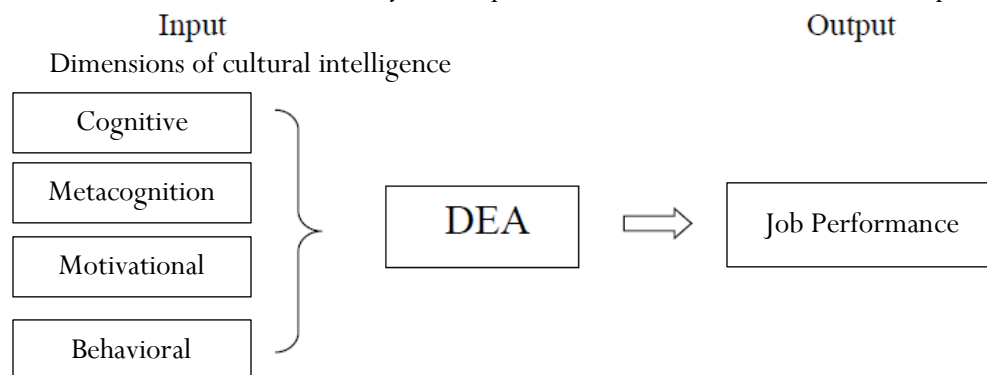 Input
Output
Dimensions of cultural intelligence
Cognitive
Metacognition
Motivational
Behavioral
DEA
Job Performance